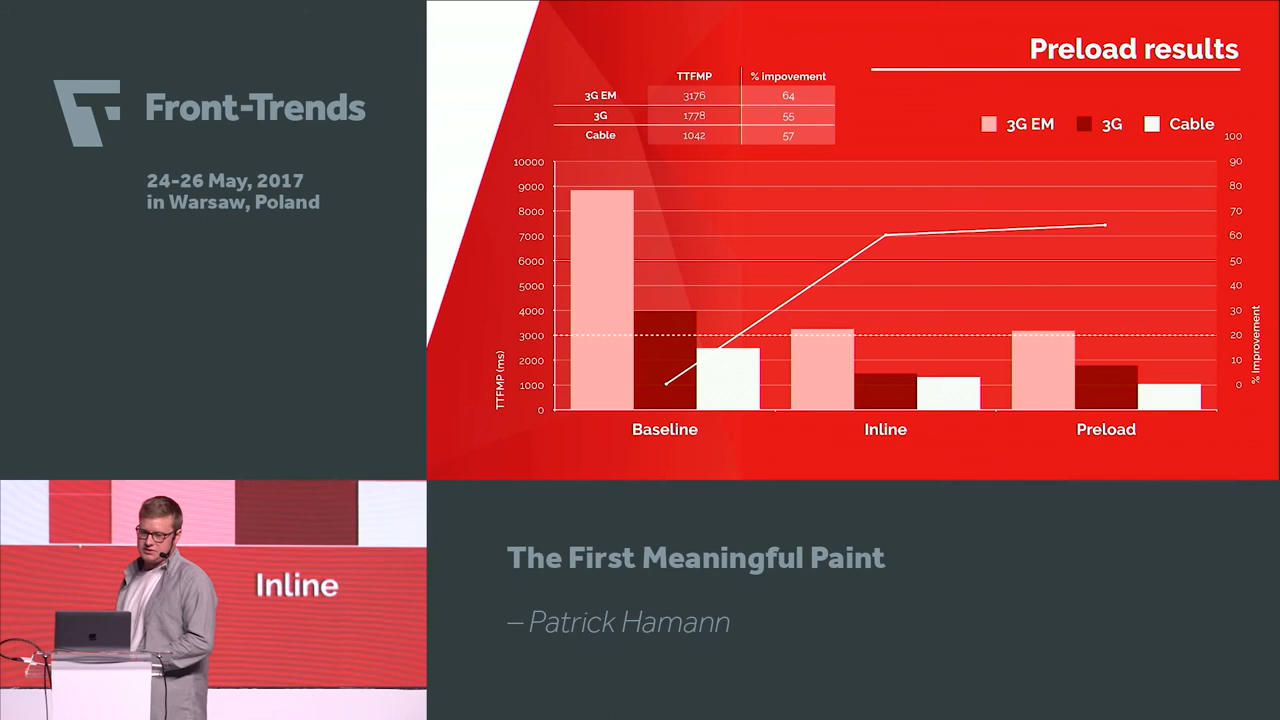 Front-Trends
24-26 May, 2017
in Warsaw, Poland
Preload results
TTFMP % impovement
3G EM 3176 64
3G 1778 55
Cable 1042 57
3G EM 3G Cable
100
10000 90
9000 80
8000 70
7000 60
6000 50
5000 40
4000 30
3000 20
2000 10
1000 0
0
TTFMP (ms)
% Improvement
Baseline Inline Preload
Inline
The First Meaningful Paint
– Patrick Hamann